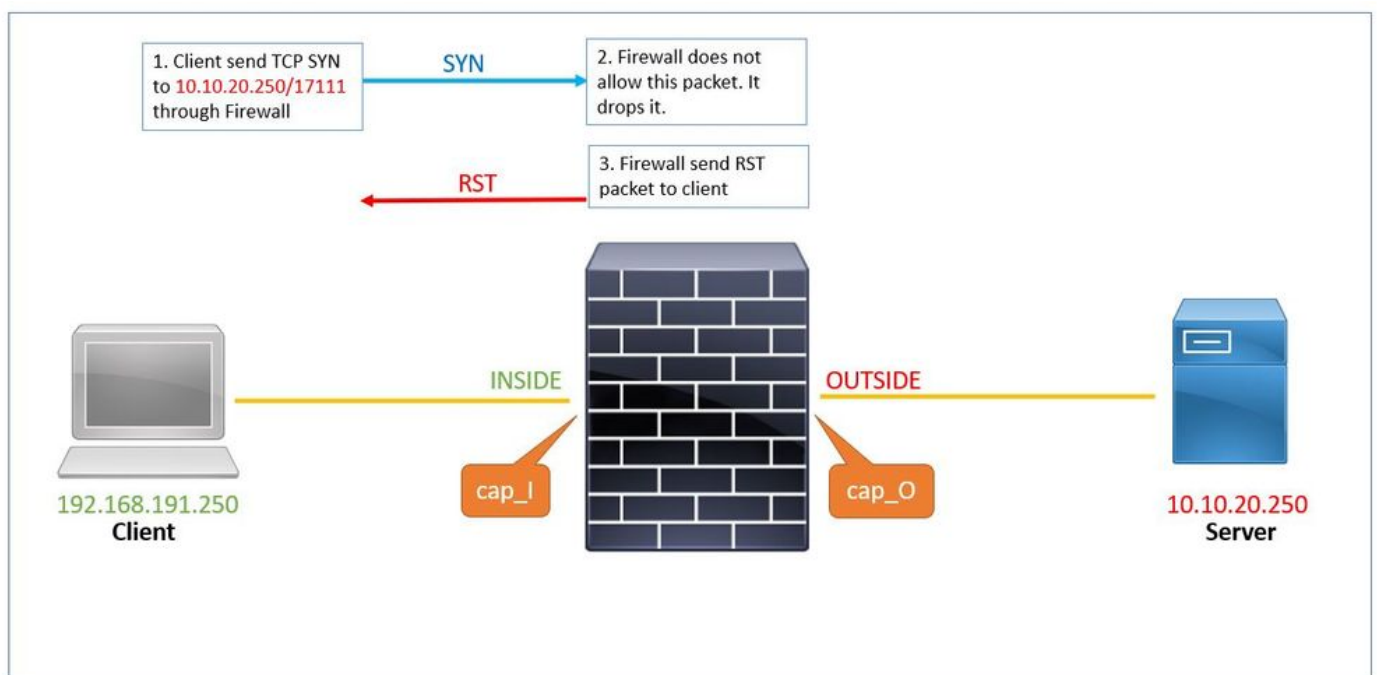 1. Client send TCP SYN
to 10.10.20.250/17111
through Firewall
SYN
2. Firewall does not
allow this packet. It
drops it.
RST
3. Firewall send RST
packet to client
INSIDE
OUTSIDE
cap_I
cap_O
192.168.191.250
Client
10.10.20.250
Server